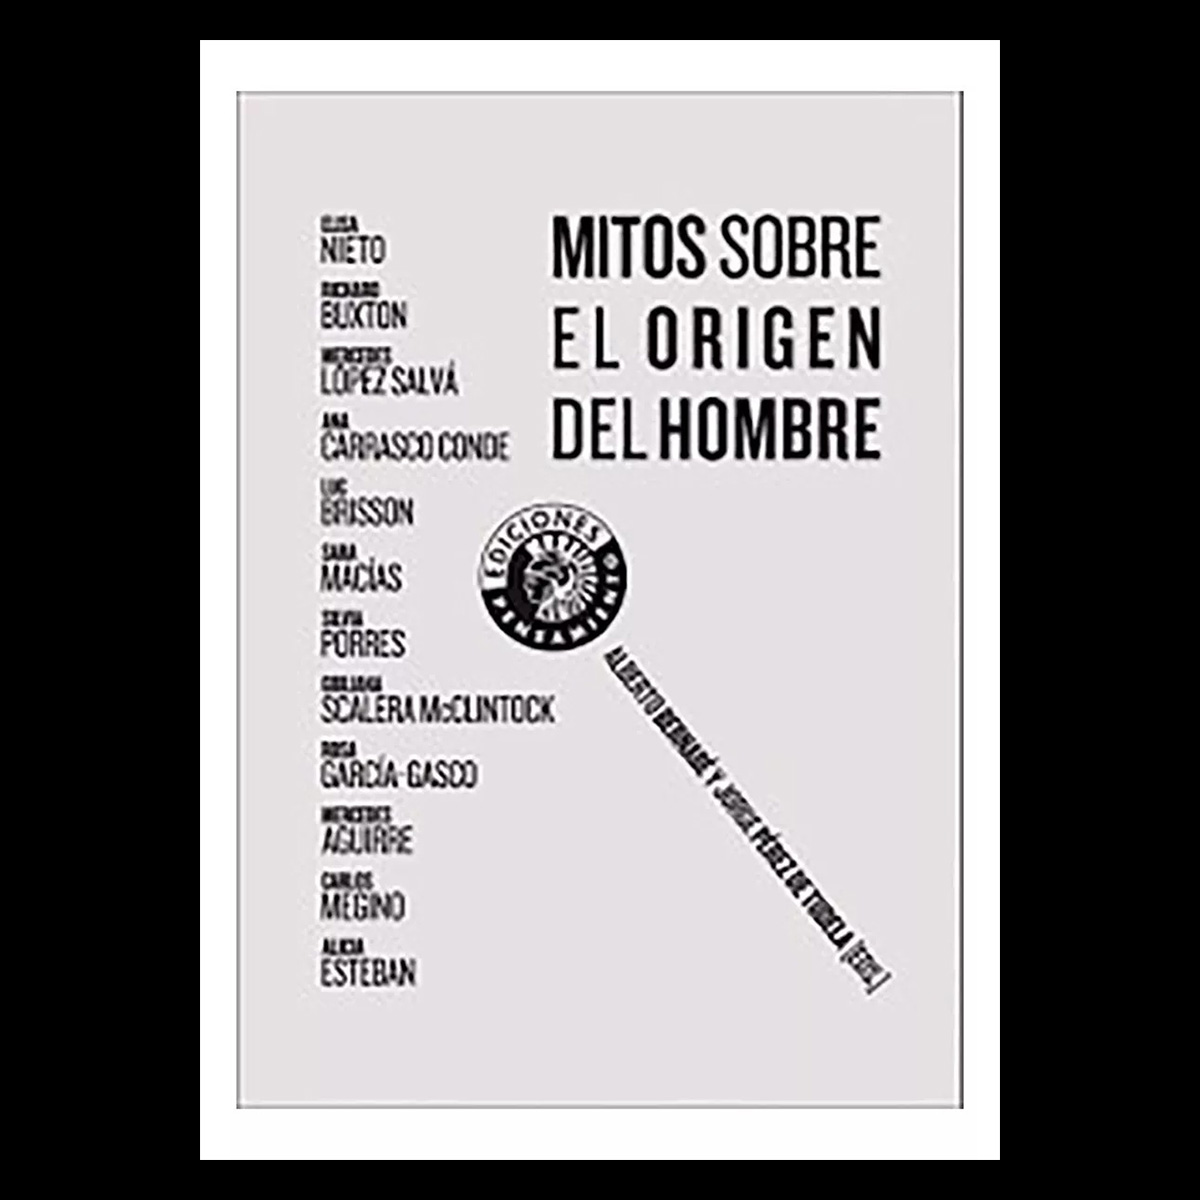 ELISA
NIETO
RICHARD
BUXTON
MERCEDES
LÓPEZ SALVÁ
ANA
CARRASCO CONDE
LUC
BRISSON
SARA
MACÍAS
SILVIA
PORRES
GIULIANA
SCALERA McCLINTOCK
ROSA
GARCÍA-GASCO
MERCEDES
AGUIRRE
CARLOS
MEGINO
ALICIA
ESTEBAN
MITOS SOBRE
EL ORIGEN
DEL HOMBRE
EDICIONES
PENSAMIENTO
ALBERTO BERNABÉ Y JORGE PÉREZ DE TUDELA [EDS.]